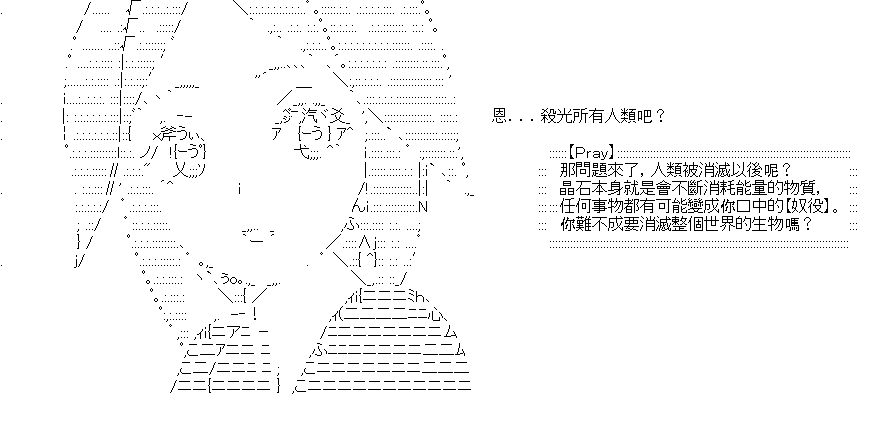 恩．．．殺光所有人類吧？
【Pray】
那問題來了，人類被消滅以後呢？
晶石本身就是會不斷消耗能量的物質，
任何事物都有可能變成你口中的【奴役】。
你難不成要消滅整個世界的生物嗎？